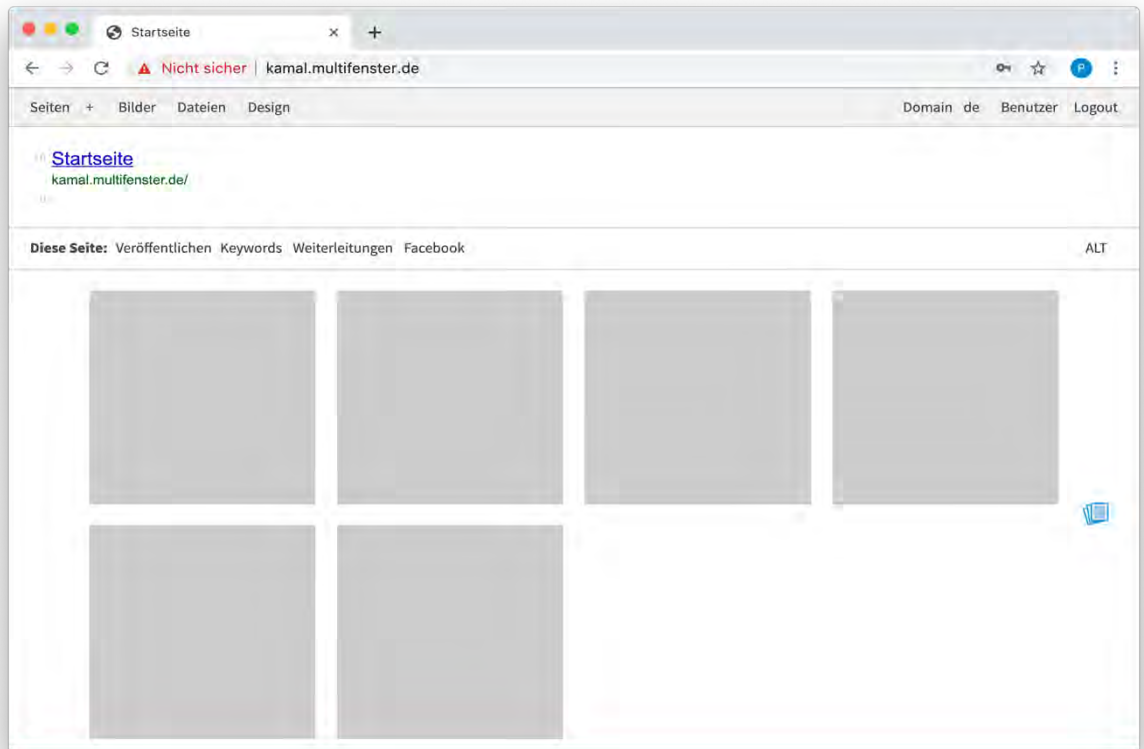 Startseite
Nicht sicher | kamal.multifenster.de
P
Seiten + Bilder Dateien Design Domain de Benutzer Logout
Startseite
kamal.multifenster.de/
Diese Seite: Veröffentlichen Keywords Weiterleitungen Facebook ALT